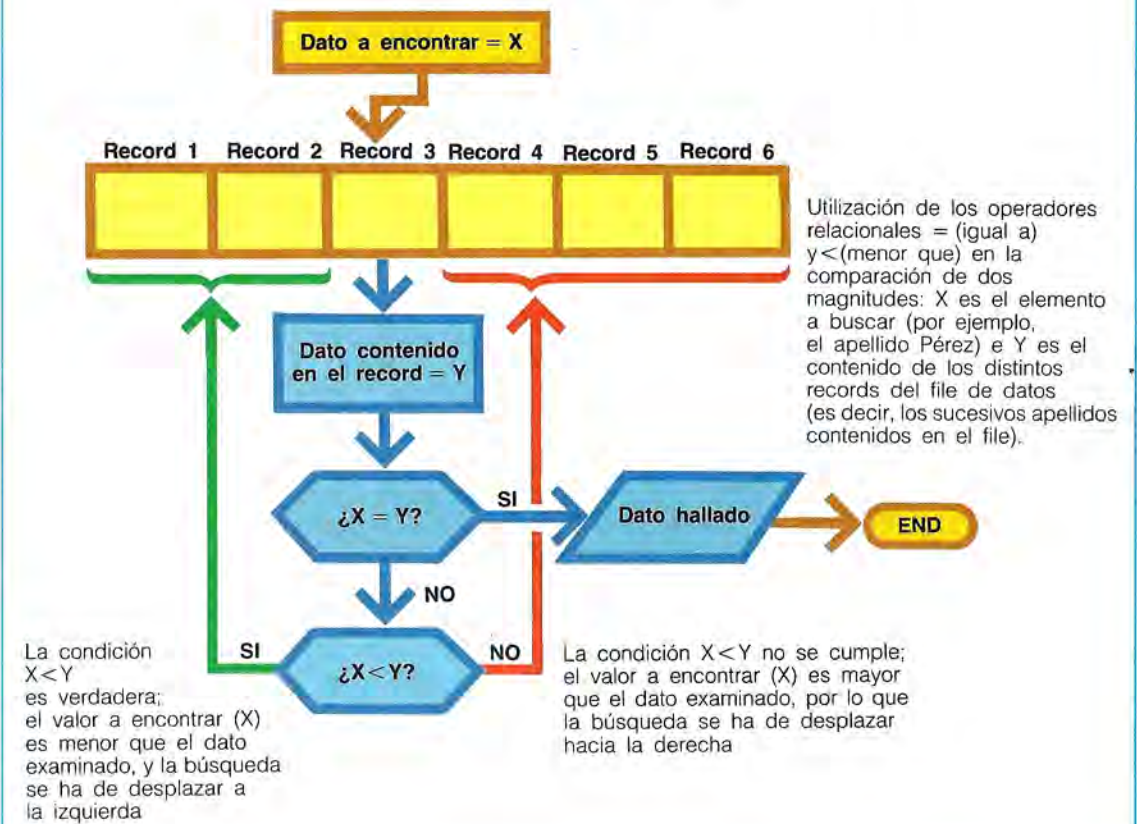 Dato a encontrar = X
Record 1 Record 2 Record 3 Record 4 Record 5 Record 6
Utilización de los operadores
relacionales = (igual a)
y<(menor que) en la
comparación de dos
magnitudes: X es el elemento
a buscar (por ejemplo,
el apellido Pérez) e Y es el
contenido de los distintos
records del file de datos
(es decir, los sucesivos apellidos
contenidos en el file).
Dato contenido
en el record = Y
¿X = Y?
SI
Dato hallado
END
NO
¿X<Y?
SI
NO
La condición
X<Y
es verdadera;
el valor a encontrar (X)
es menor que el dato
examinado, y la búsqueda
se ha de desplazar a
la izquierda
La condición X<Y no se cumple;
el valor a encontrar (X) es mayor
que el dato examinado, por lo que
la búsqueda se ha de desplazar
hacia la derecha